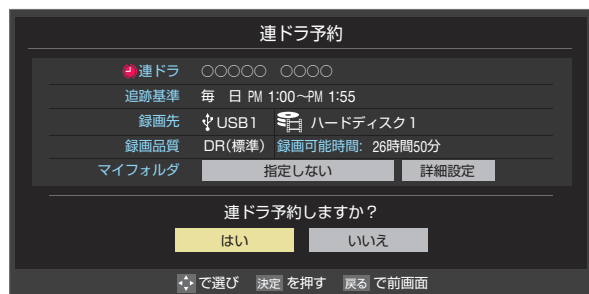 連ドラ予約
連ドラ ○○○○○ ○○○○
追跡基準 毎 日 PM 1:00~PM 1:55
録画先 USB1 ハードディスク1
録画品質 DR(標準) 録画可能時間: 26時間50分
マイフォルダ 指定しない 詳細設定
連ドラ予約しますか？
はい いいえ
で選び 決定 を押す 戻る で前画面